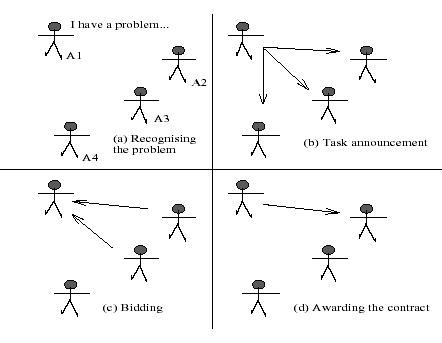 I have a problem...
A1
A2
A3
A4
(a) Recognising
the problem
(b) Task announcement
(c) Bidding
(d) Awarding the contract